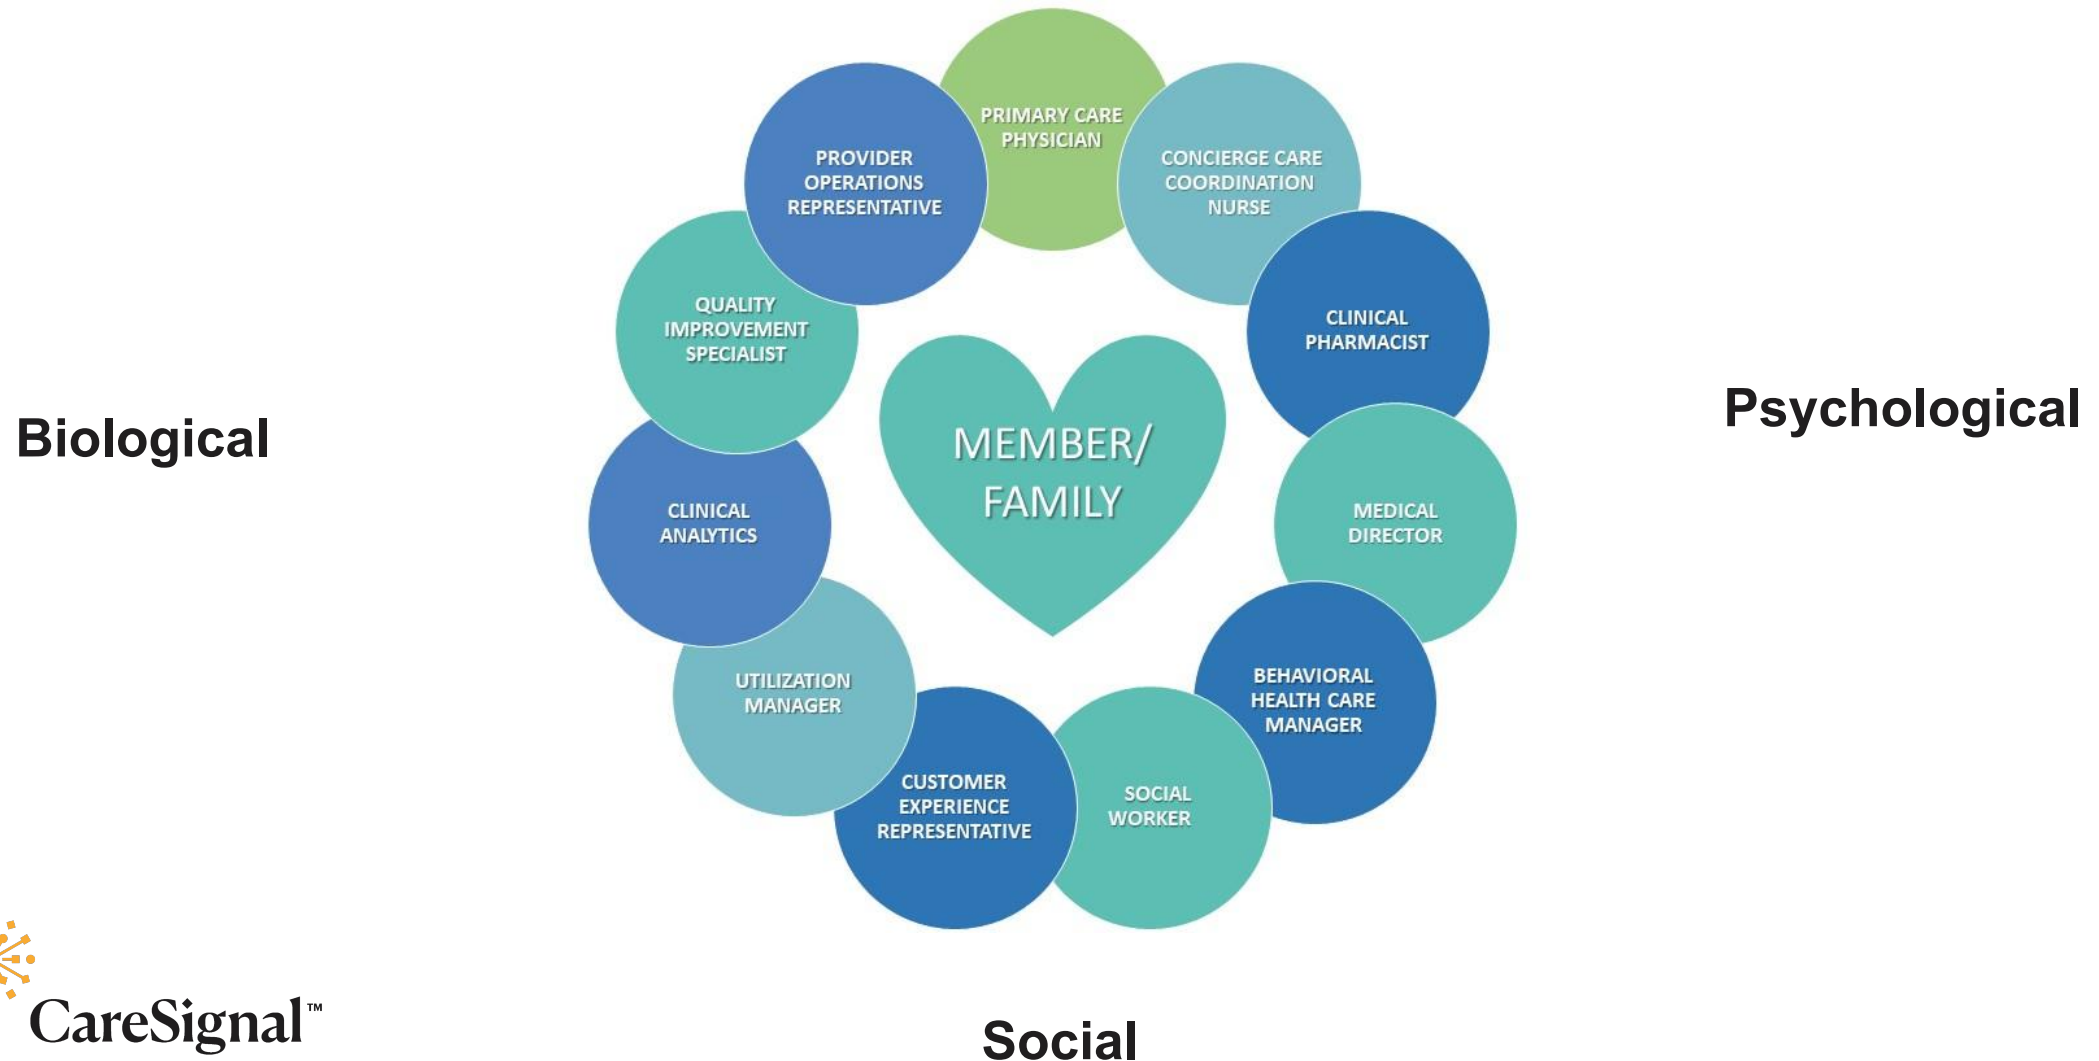 PRIMARY CARE
PHYSICIAN
CONCIERGE CARE
COORDINATION
NURSE
CLINICAL
PHARMACIST
MEDICAL
DIRECTOR
BEHAVIORAL
HEALTH CARE
MANAGER
SOCIAL
WORKER
CUSTOMER
EXPERIENCE
REPRESENTATIVE
UTILIZATION
MANAGER
CLINICAL
ANALYTICS
QUALITY
IMPROVEMENT
SPECIALIST
PROVIDER
OPERATIONS
REPRESENTATIVE
MEMBER/
FAMILY
Biological
Psychological
Social
CareSignal™